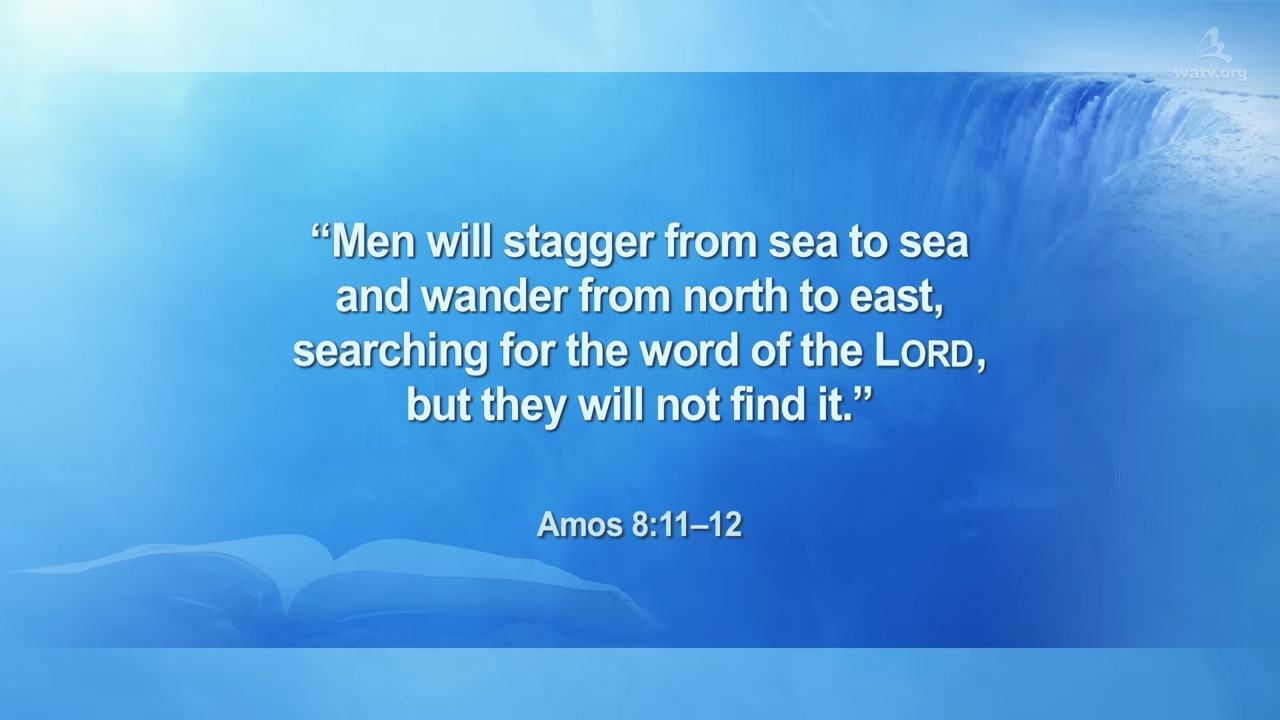 watv.org
“Men will stagger from sea to sea
and wander from north to east,
searching for the word of the LORD,
but they will not find it.”
Amos 8:11–12